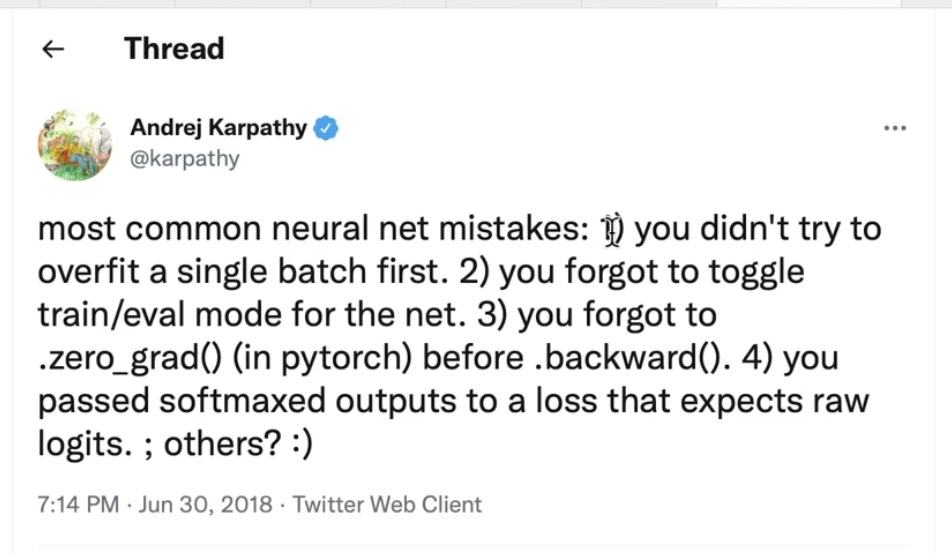 Thread
Andrej Karpathy
@karpathy
most common neural net mistakes: 1) you didn't try to
overfit a single batch first. 2) you forgot to toggle
train/eval mode for the net. 3) you forgot to
.zero_grad() (in pytorch) before .backward(). 4) you
passed softmaxed outputs to a loss that expects raw
logits. ; others? :)
7:14 PM · Jun 30, 2018 · Twitter Web Client